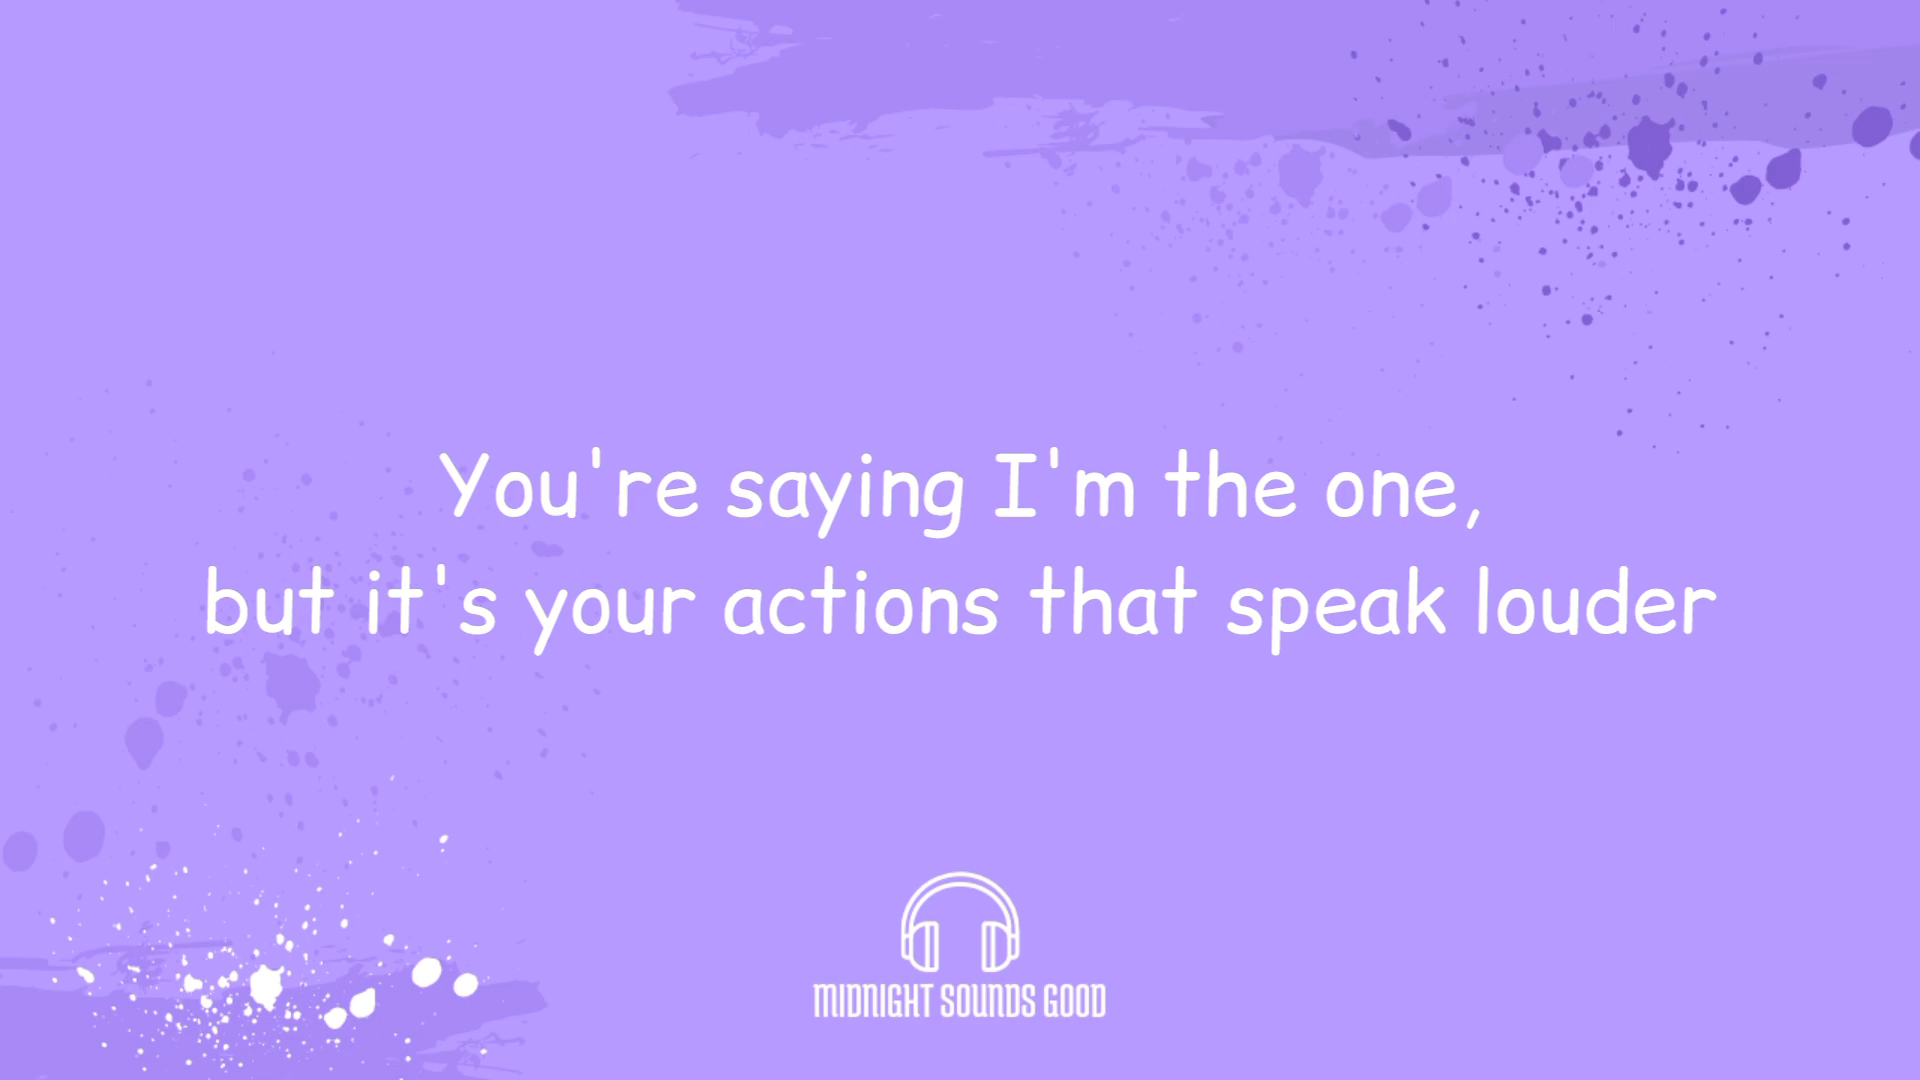 You're saying I'm the one,
but it's your actions that speak louder
MIDNIGHT SOUNDS GOOD